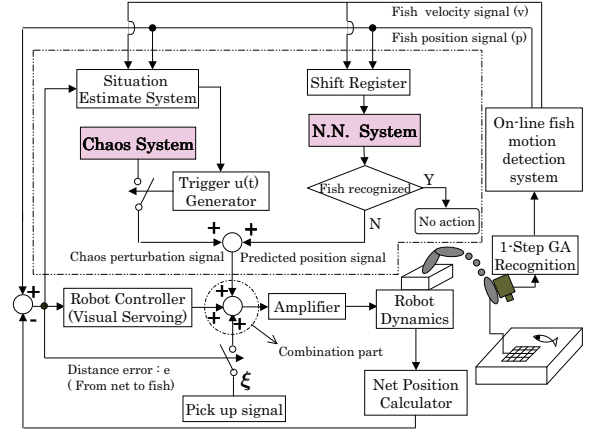 Fish velocity signal (v)
Fish position signal (p)
Situation
Estimate System
Shift Register
Chaos System
N.N. System
On-line fish
motion
detection
system
Trigger u(t)
Generator
Fish recognized
Y
N
No action
+
+
Chaos perturbation signal
Predicted position signal
1-Step GA
Recognition
+
-
Robot Controller
(Visual Servoing)
+
+
+
Amplifier
Robot
Dynamics
Combination part
Distance error : e
( From net to fish)
ξ
Pick up signal
Net Position
Calculator